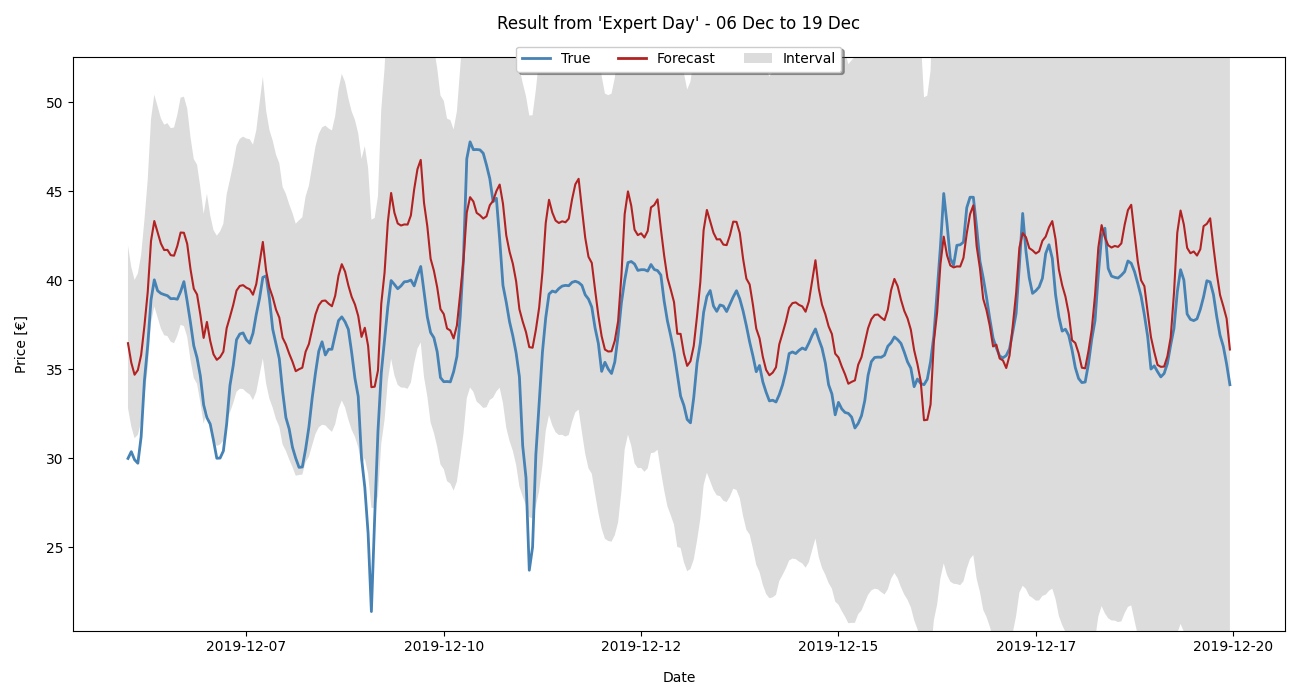 Result from 'Expert Day' - 06 Dec to 19 Dec
True Forecast Interval
50
45
40
35
30
25
Price [€]
2019-12-07 2019-12-10 2019-12-12 2019-12-15 2019-12-17 2019-12-20
Date